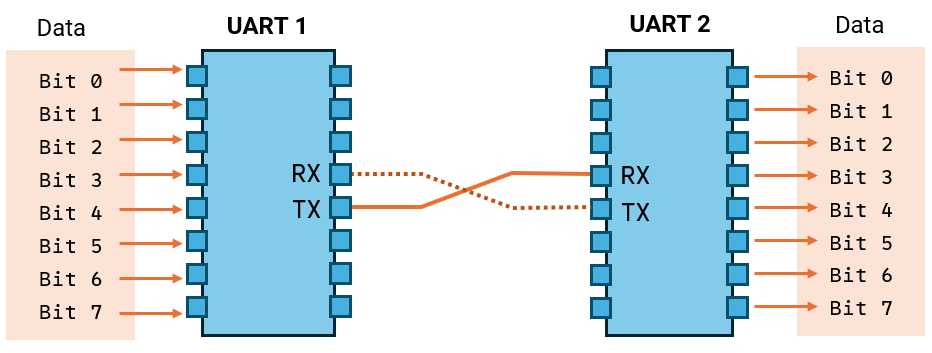 Data
UART 1
UART 2
Data
Bit 0
Bit 1
Bit 2
Bit 3
Bit 4
Bit 5
Bit 6
Bit 7
RX
TX
RX
TX
Bit 0
Bit 1
Bit 2
Bit 3
Bit 4
Bit 5
Bit 6
Bit 7